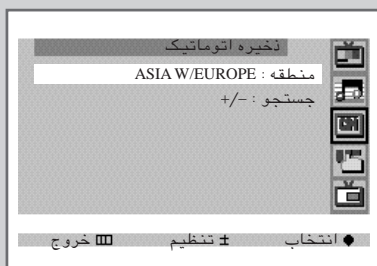 ذخیره اتوماتیک
منطقه : ASIA W/EUROPE
جستجو : –/+
انتخاب ± تنظیم خروج